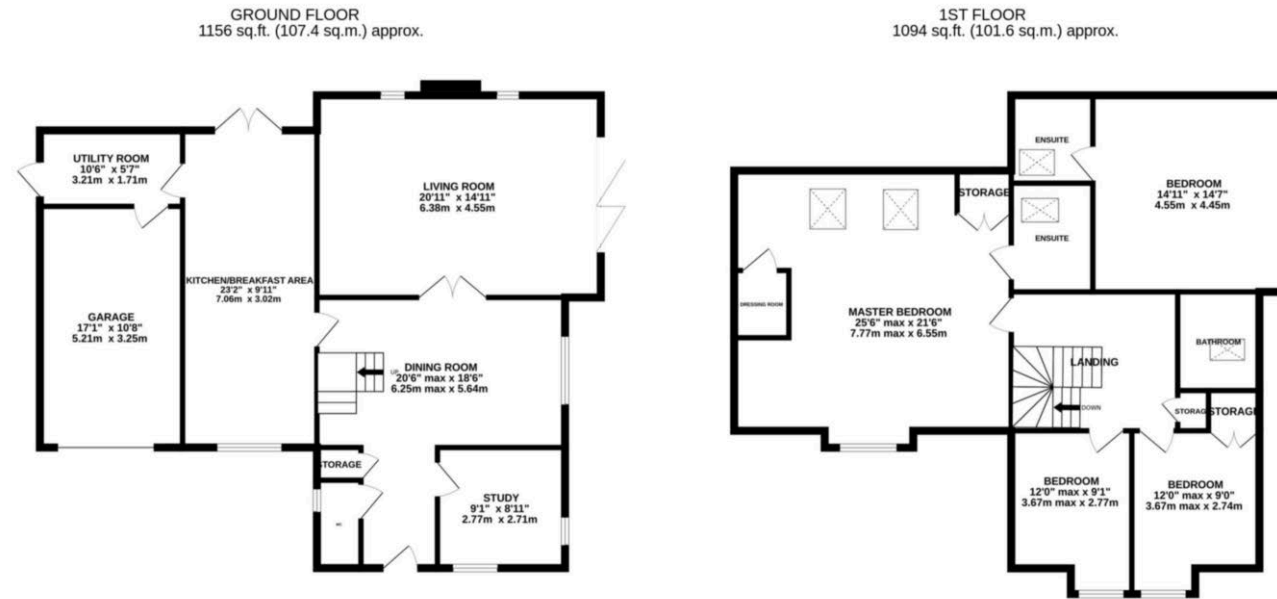 GROUND FLOOR
1156 sq.ft. (107.4 sq.m.) approx.
UTILITY ROOM
10'6" x 5'7"
3.21m x 1.71m
LIVING ROOM
20'11" x 14'11"
6.38m x 4.55m
KITCHEN/BREAKFAST AREA
23'2" x 9'11"
7.06m x 3.02m
GARAGE
17'1" x 10'8"
5.21m x 3.25m
UP
DINING ROOM
20'6" max x 18'6"
6.25m max x 5.64m
STORAGE
WC
STUDY
9'1" x 8'11"
2.77m x 2.71m
1ST FLOOR
1094 sq.ft. (101.6 sq.m.) approx.
ENSUITE
BEDROOM
14'11" x 14'7"
4.55m x 4.45m
STORAGE
ENSUITE
DRESSING ROOM
MASTER BEDROOM
25'6" max x 21'6"
7.77m max x 6.55m
BATHROOM
LANDING
DOWN
STORAGE
STORAGE
BEDROOM
12'0" max x 9'1"
3.67m max x 2.77m
BEDROOM
12'0" max x 9'0"
3.67m max x 2.74m